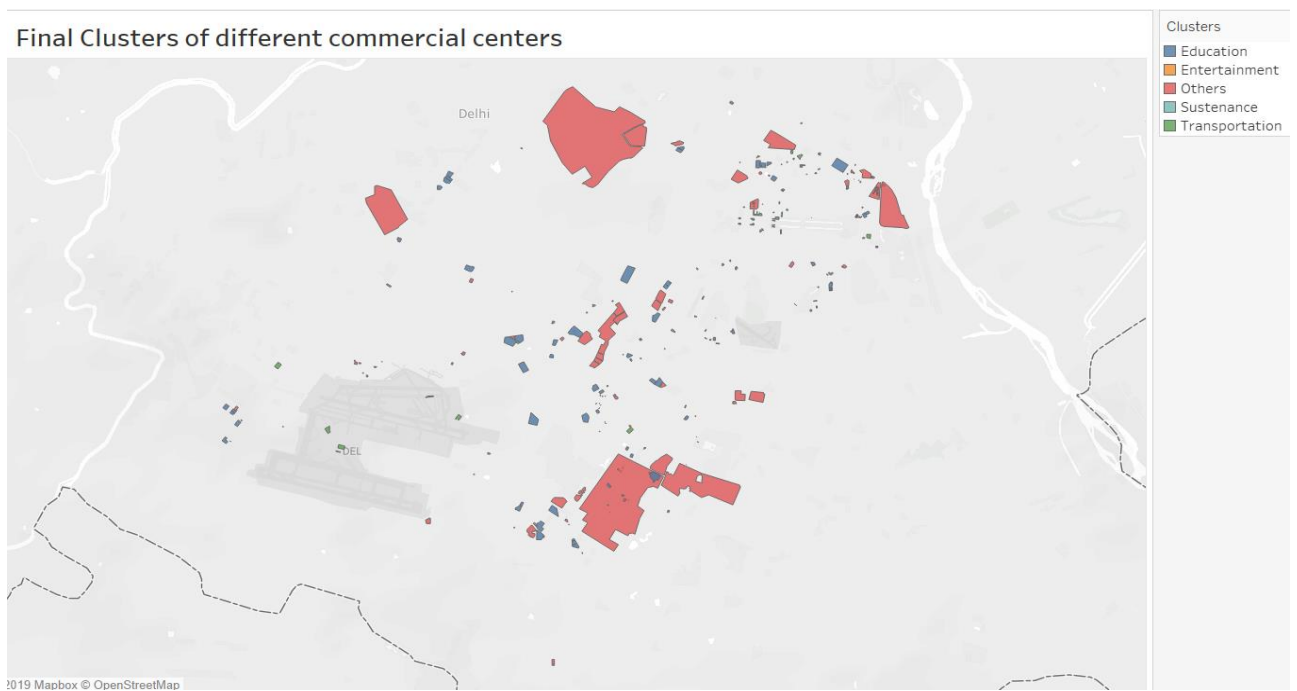 Final Clusters of different commercial centers
Clusters
Education
Entertainment
Others
Sustenance
Transportation
Delhi
DEL
2019 Mapbox © OpenStreetMap